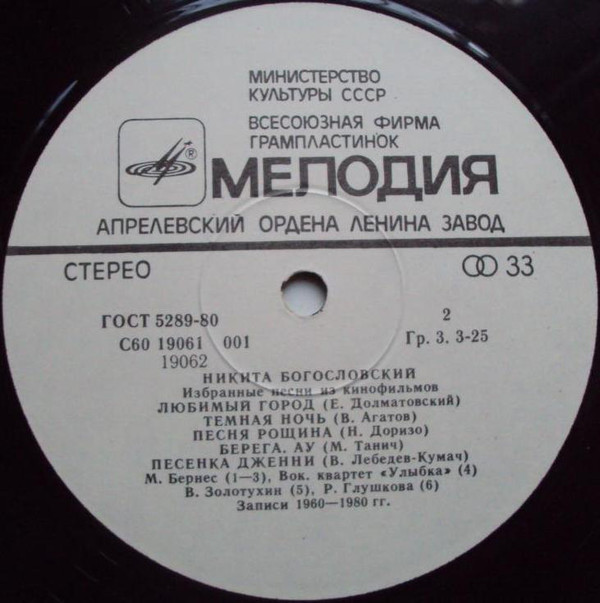 МИНИСТЕРСТВО
КУЛЬТУРЫ СССР
ВСЕСОЮЗНАЯ ФИРМА
ГРАМПЛАСТИНОК
®
МЕЛОДИЯ
АПРЕЛЕВСКИЙ ОРДЕНА ЛЕНИНА ЗАВОД
СТЕРЕО 33
ГОСТ 5289-80 2
С60 19061 001 Гр. 3. 3-25
19062
НИКИТА БОГОСЛОВСКИЙ
Избранные песни из кинофильмов
ЛЮБИМЫЙ ГОРОД (Е. Долматовский)
ТЕМНАЯ НОЧЬ (В. Агатов)
ПЕСНЯ РОЩИНА (Н. Доризо)
БЕРЕГА. АУ (М. Танич)
ПЕСЕНКА ДЖЕННИ (В. Лебедев-Кумач)
М. Бернес (1—3), Вок. квартет «Улыбка» (4)
В. Золотухин (5), Р. Глушкова (6)
Записи 1960—1980 гг.